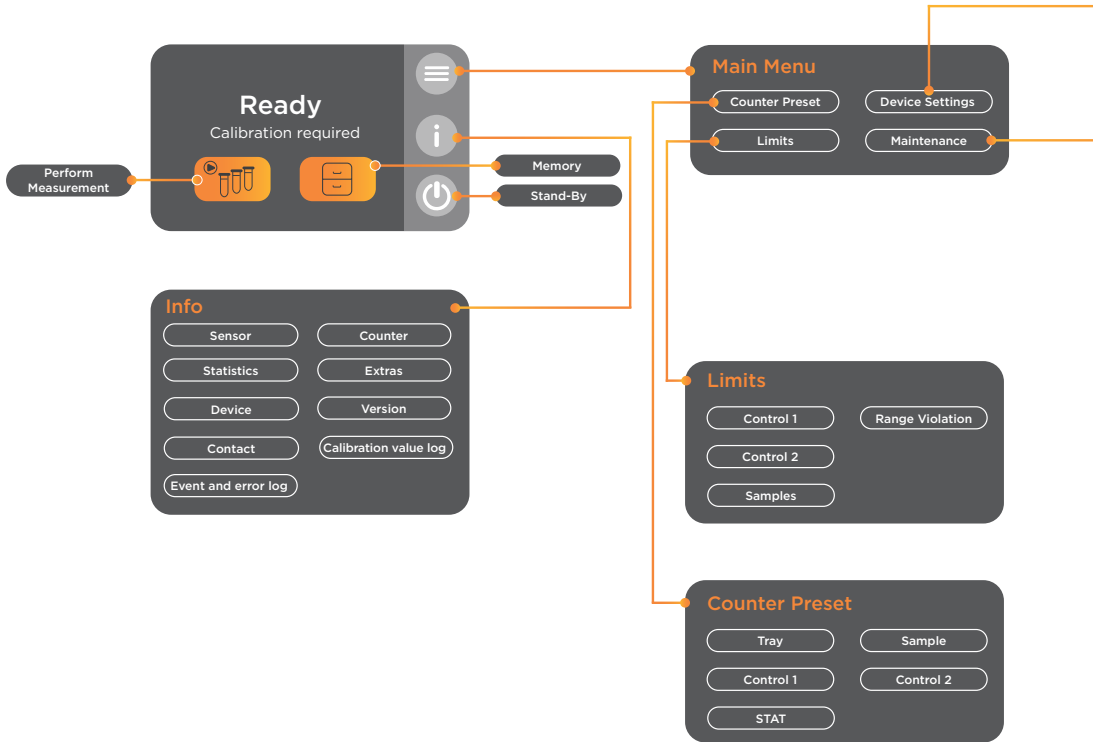 Ready
Calibration required
i
Perform
Measurement
Memory
Stand-By
Main Menu
Counter Preset
Device Settings
Limits
Maintenance
Info
Sensor
Counter
Statistics
Extras
Device
Version
Contact
Calibration value log
Event and error log
Limits
Control 1
Range Violation
Control 2
Samples
Counter Preset
Tray
Sample
Control 1
Control 2
STAT